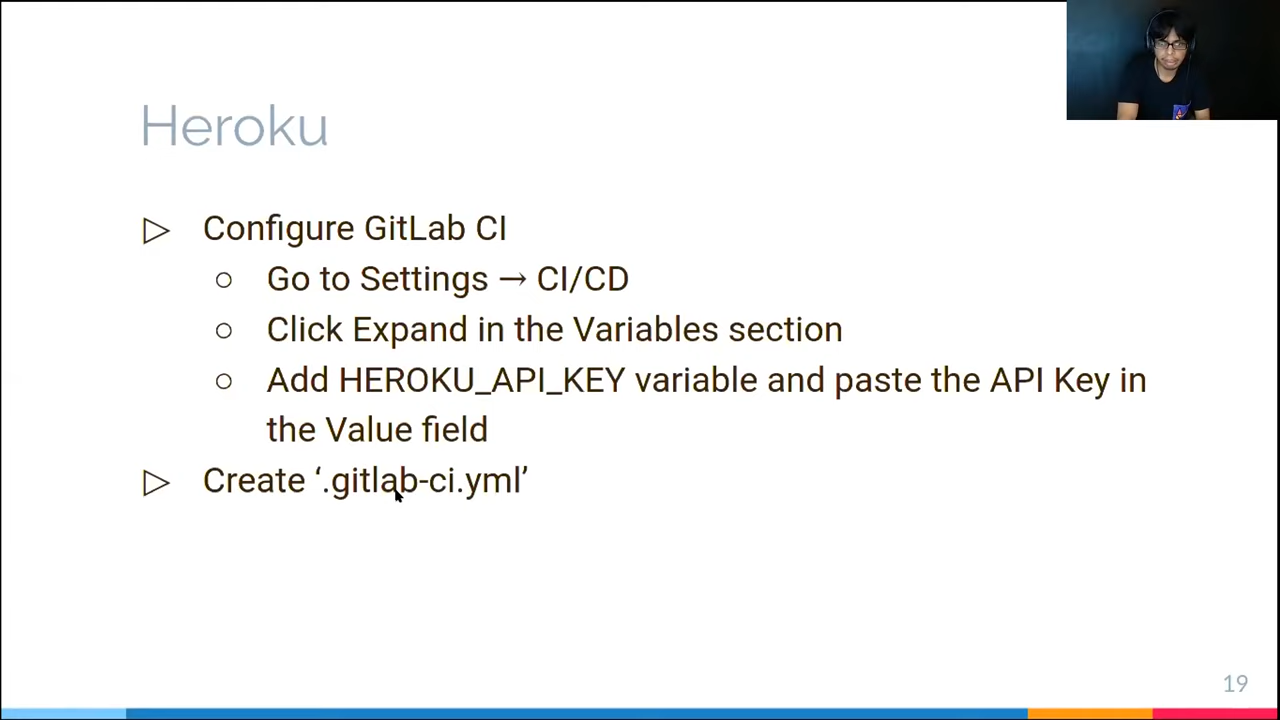 Heroku
▷ Configure GitLab CI
○ Go to Settings → CI/CD
○ Click Expand in the Variables section
○ Add HEROKU_API_KEY variable and paste the API Key in
the Value field
▷ Create ‘.gitlab-ci.yml’
19